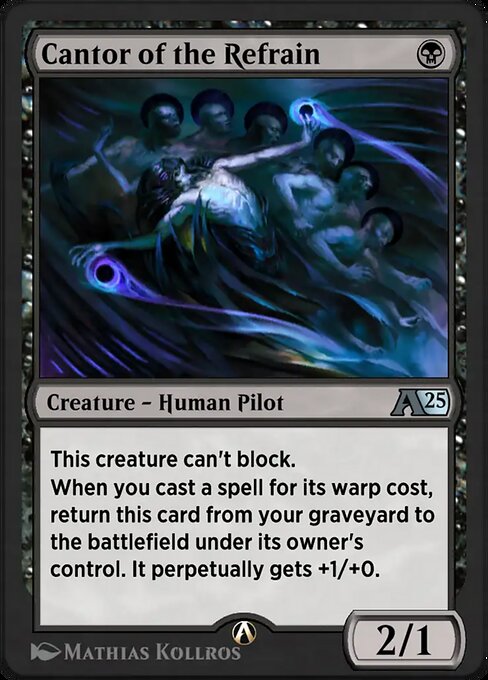 Cantor of the Refrain
Creature – Human Pilot
A25
This creature can't block.
When you cast a spell for its warp cost,
return this card from your graveyard to
the battlefield under its owner's
control. It perpetually gets +1/+0.
2/1
Mathias Kollros